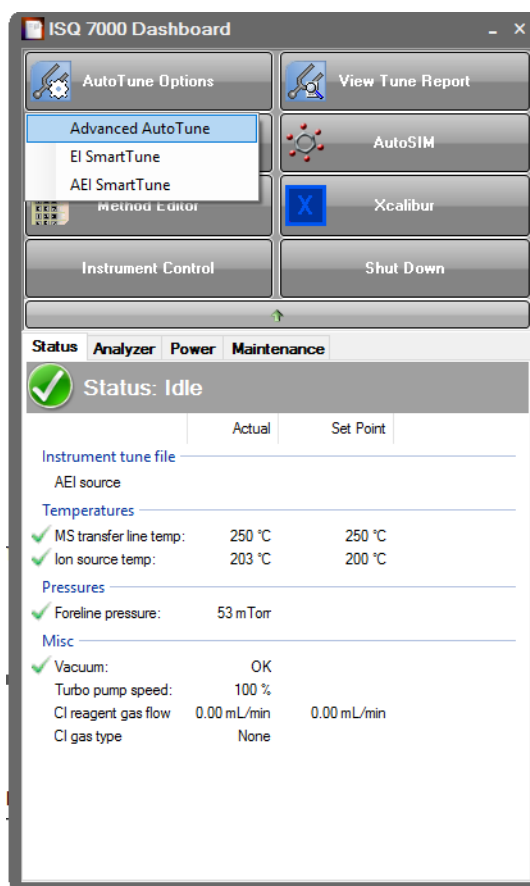 ISQ 7000 Dashboard
AutoTune Options
View Tune Report
Advanced AutoTune
EI SmartTune
AEI SmartTune
AutoSIM
Method Editor
X
Xcalibur
Instrument Control
Shut Down
Status Analyzer Power Maintenance
Status: Idle
Actual Set Point
Instrument tune file
AEI source
Temperatures
MS transfer line temp: 250 °C 250 °C
Ion source temp: 203 °C 200 °C
Pressures
Foreline pressure: 53 mTorr
Misc
Vacuum: OK
Turbo pump speed: 100 %
CI reagent gas flow 0.00 mL/min 0.00 mL/min
CI gas type None